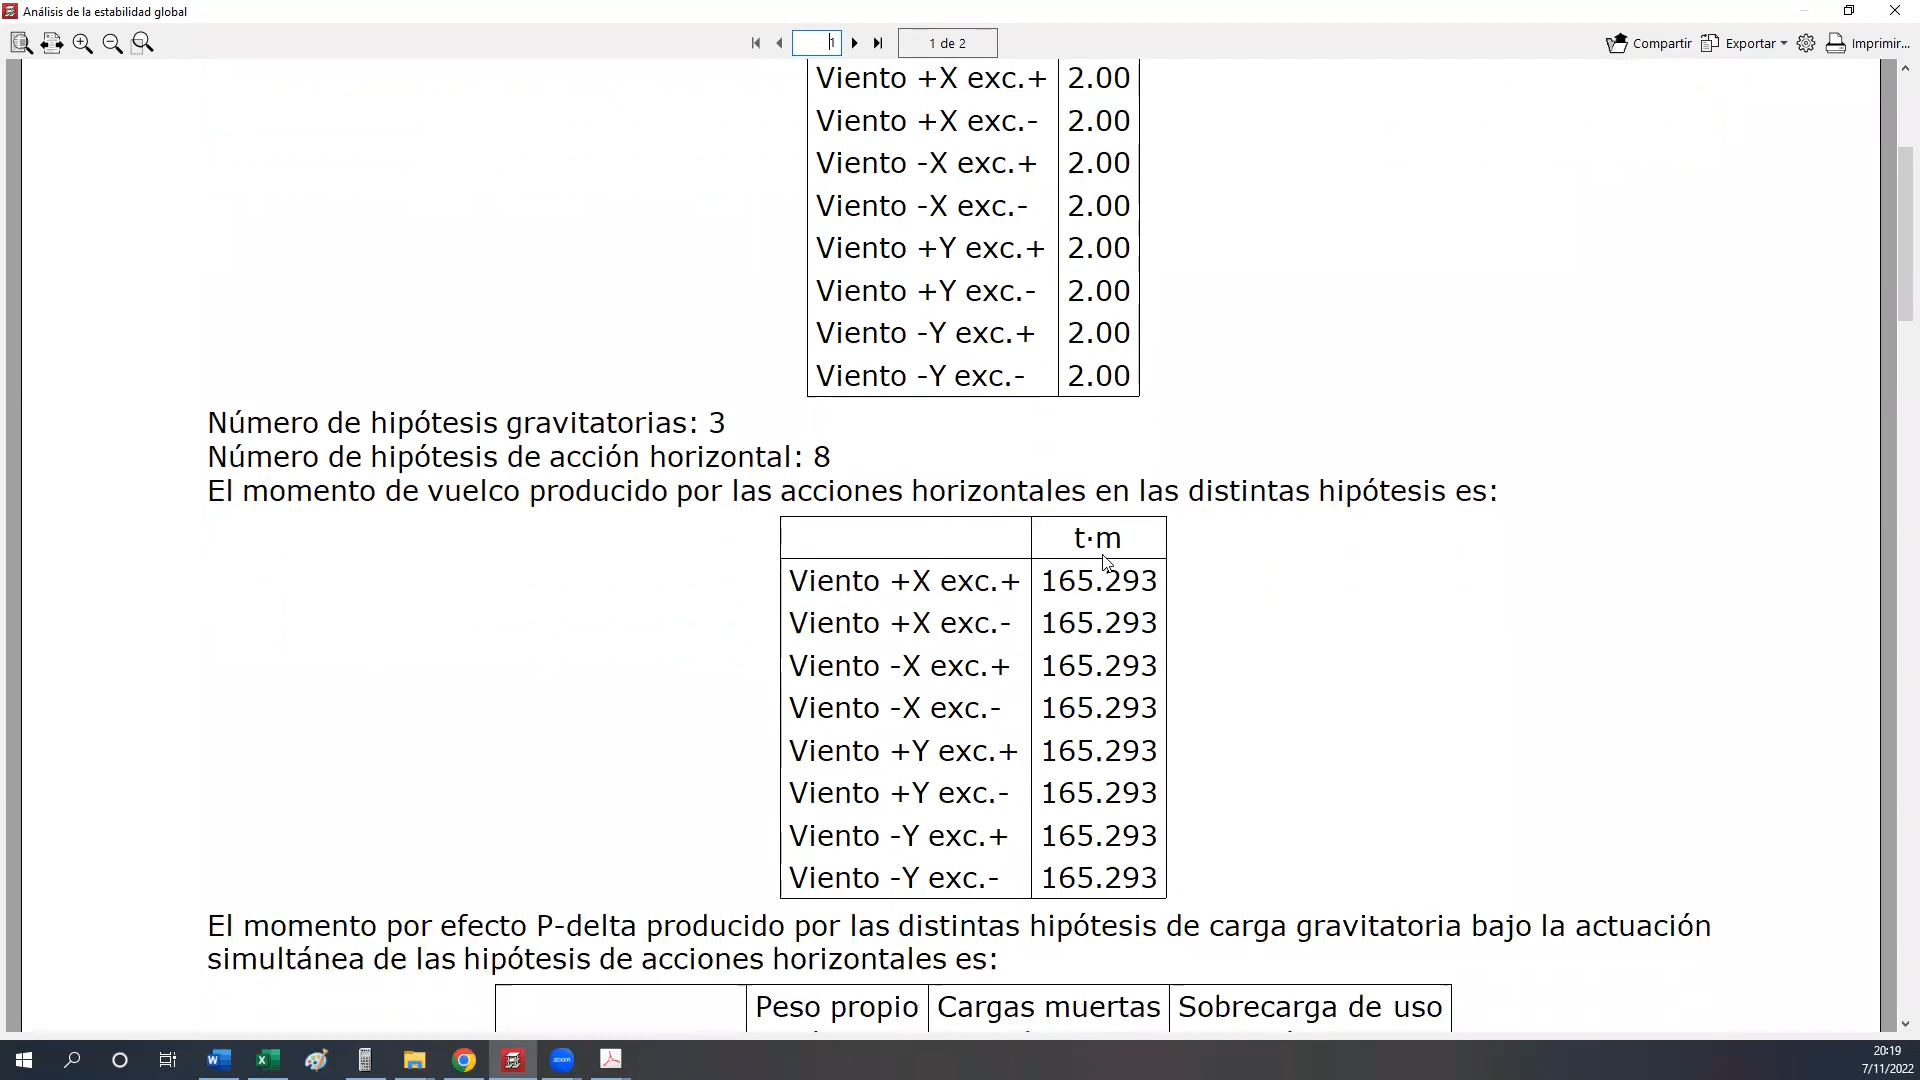 Análisis de la estabilidad global
1
1 de 2
Compartir
Exportar
Imprimir...
Viento +X exc.+ 2.00
Viento +X exc.- 2.00
Viento -X exc.+ 2.00
Viento -X exc.- 2.00
Viento +Y exc.+ 2.00
Viento +Y exc.- 2.00
Viento -Y exc.+ 2.00
Viento -Y exc.- 2.00
Número de hipótesis gravitatorias: 3
Número de hipótesis de acción horizontal: 8
El momento de vuelco producido por las acciones horizontales en las distintas hipótesis es:
t·m
Viento +X exc.+ 165.293
Viento +X exc.- 165.293
Viento -X exc.+ 165.293
Viento -X exc.- 165.293
Viento +Y exc.+ 165.293
Viento +Y exc.- 165.293
Viento -Y exc.+ 165.293
Viento -Y exc.- 165.293
El momento por efecto P-delta producido por las distintas hipótesis de carga gravitatoria bajo la actuación
simultánea de las hipótesis de acciones horizontales es:
Peso propio Cargas muertas Sobrecarga de uso
zoom
20:19
7/11/2022